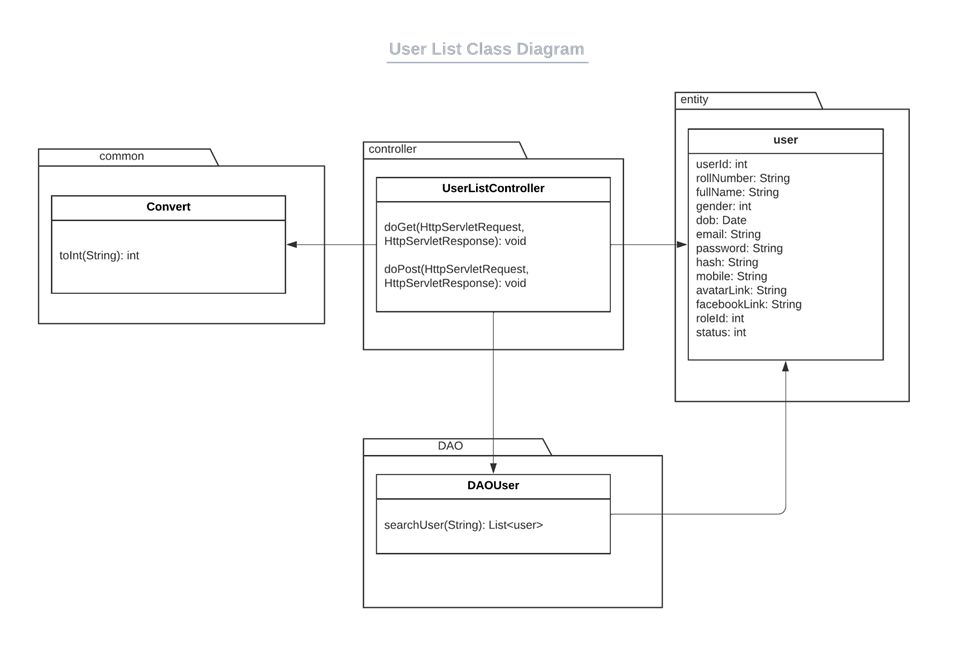 User List Class Diagram
common
Convert
toInt(String): int
controller
UserListController
doGet(HttpServletRequest,
HttpServletResponse): void
doPost(HttpServletRequest,
HttpServletResponse): void
entity
user
userId: int
rollNumber: String
fullName: String
gender: int
dob: Date
email: String
password: String
hash: String
mobile: String
avatarLink: String
facebookLink: String
roleId: int
status: int
DAO
DAOUser
searchUser(String): List<user>